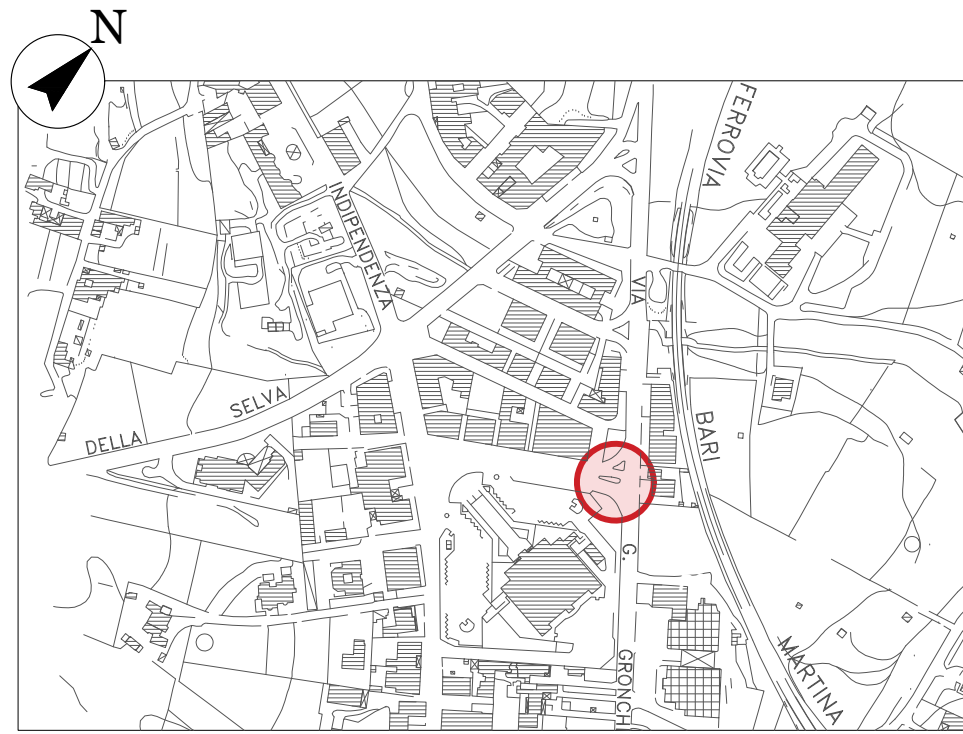 N
FERROVIA
INDIPENDENZA
VIA
SELVA
DELLA
BARI
G.
GRONCHI
MARTINA